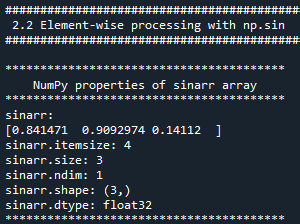 ##########################################
 2.2 Element-wise processing with np.sin
##########################################
****************************************
    NumPy properties of sinarr array
****************************************
sinarr:
[0.841471  0.9092974 0.14112  ]
sinarr.itemsize: 4
sinarr.size: 3
sinarr.ndim: 1
sinarr.shape: (3,)
sinarr.dtype: float32
****************************************